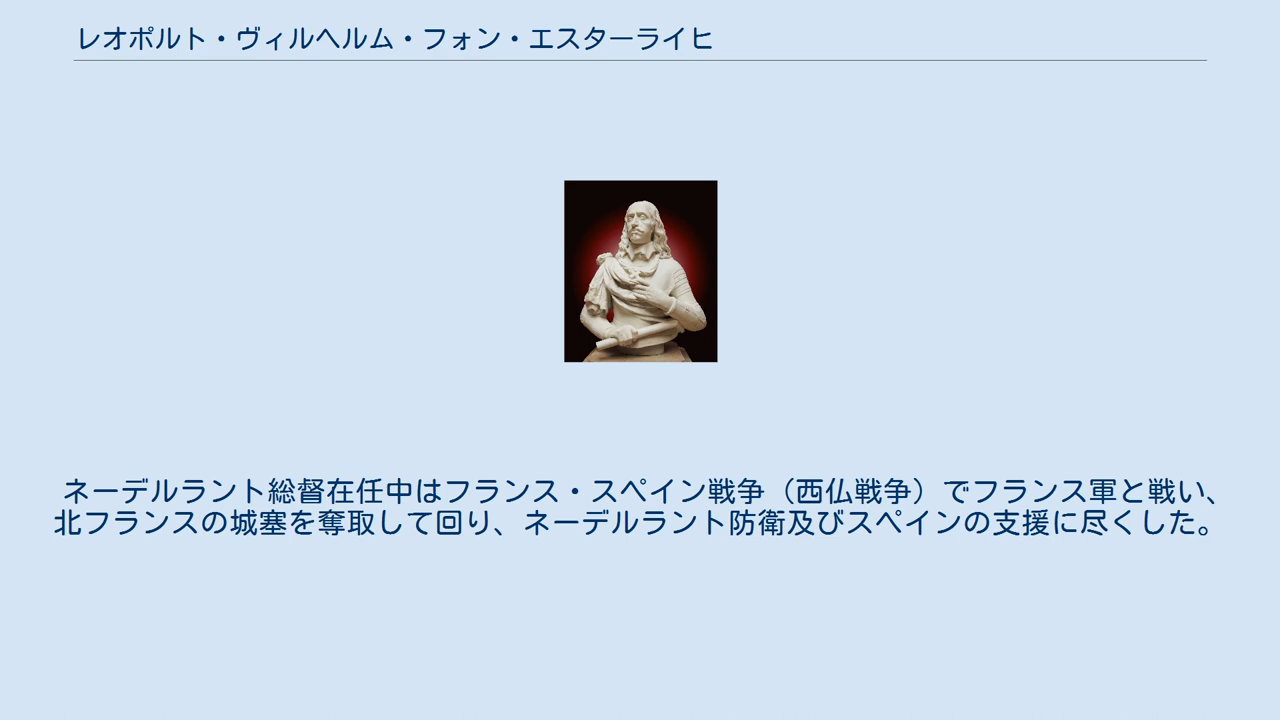 レオポルト・ヴィルヘルム・フォン・エスターライヒ
ネーデルラント総督在任中はフランス・スペイン戦争（西仏戦争）でフランス軍と戦い、
北フランスの城塞を奪取して回り、ネーデルラント防衛及びスペインの支援に尽くした。